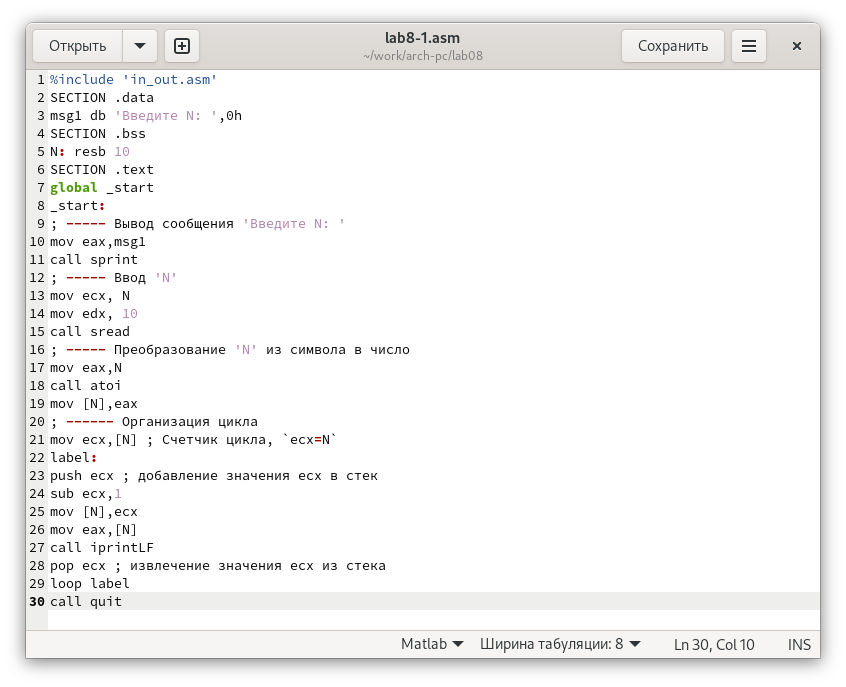 Открыть
lab8-1.asm
~/work/arch-pc/lab08
Сохранить
1 %include 'in_out.asm'
2 SECTION .data
3 msg1 db 'Введите N: ',0h
4 SECTION .bss
5 N: resb 10
6 SECTION .text
7 global _start
8 _start:
9 ; ----- Вывод сообщения 'Введите N: '
10 mov eax,msg1
11 call sprint
12 ; ----- Ввод 'N'
13 mov ecx, N
14 mov edx, 10
15 call sread
16 ; ----- Преобразование 'N' из символа в число
17 mov eax,N
18 call atoi
19 mov [N],eax
20 ; ------ Организация цикла
21 mov ecx,[N] ; Счетчик цикла, `ecx=N`
22 label:
23 push ecx ; добавление значения ecx в стек
24 sub ecx,1
25 mov [N],ecx
26 mov eax,[N]
27 call iprintLF
28 pop ecx ; извлечение значения ecx из стека
29 loop label
30 call quit
Matlab Ширина табуляции: 8 Ln 30, Col 10 INS